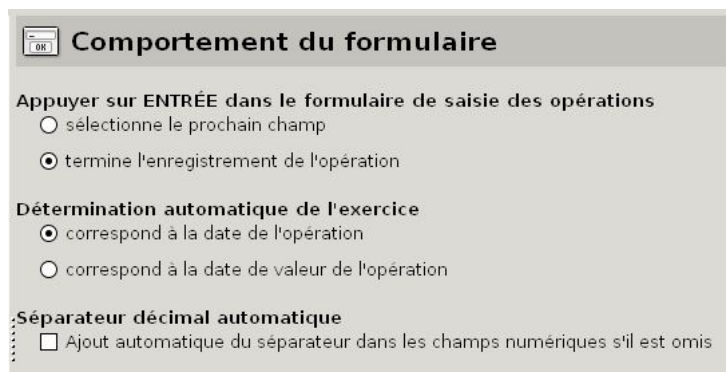 OK
Comportement du formulaire
Appuyer sur ENTRÉE dans le formulaire de saisie des opérations
sélectionne le prochain champ
termine l'enregistrement de l'opération
Détermination automatique de l'exercice
correspond à la date de l'opération
correspond à la date de valeur de l'opération
Séparateur décimal automatique
Ajout automatique du séparateur dans les champs numériques s'il est omis